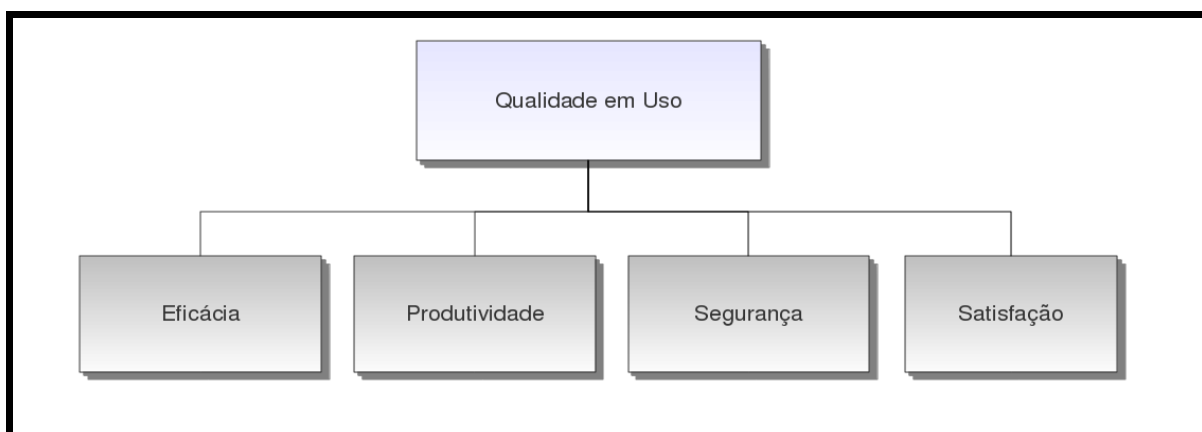 Qualidade em Uso
Eficácia
Produtividade
Segurança
Satisfação